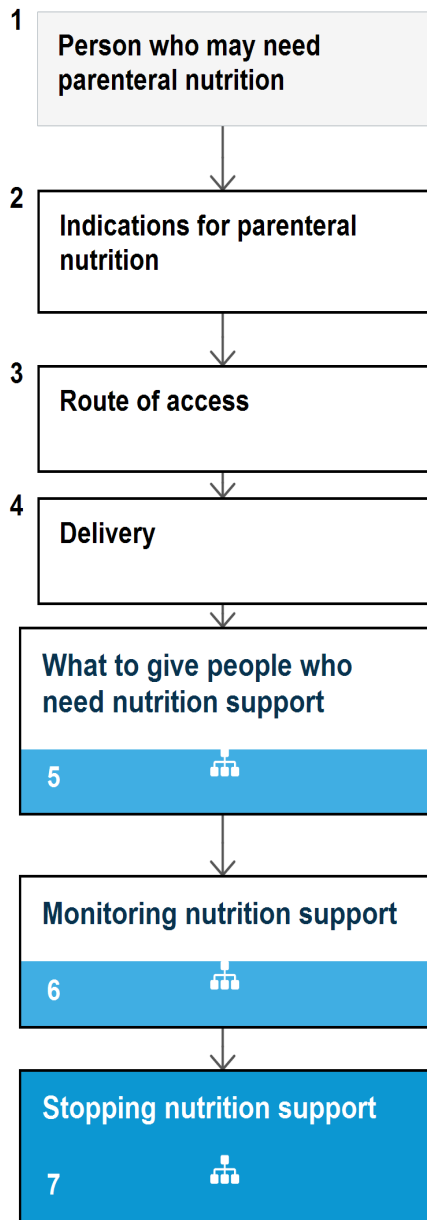 1
Person who may need
parenteral nutrition
2
Indications for parenteral
nutrition
3
Route of access
4
Delivery
What to give people who
need nutrition support
5
Monitoring nutrition support
6
Stopping nutrition support
7